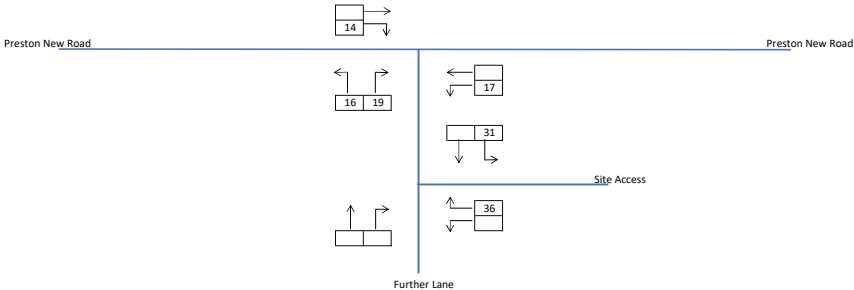 14
Preston New Road Preston New Road
17
16 19
31
Site Access
36
Further Lane